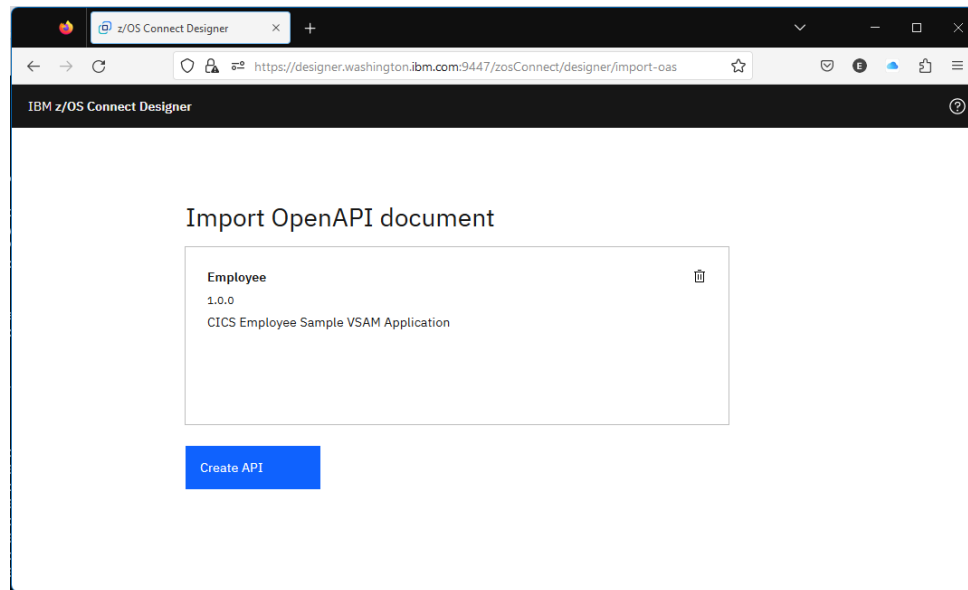 z/OS Connect Designer
https://designer.washington.ibm.com:9447/zosConnect/designer/import-oas
E
IBM z/OS Connect Designer
Import OpenAPI document
Employee
1.0.0
CICS Employee Sample VSAM Application
Create API